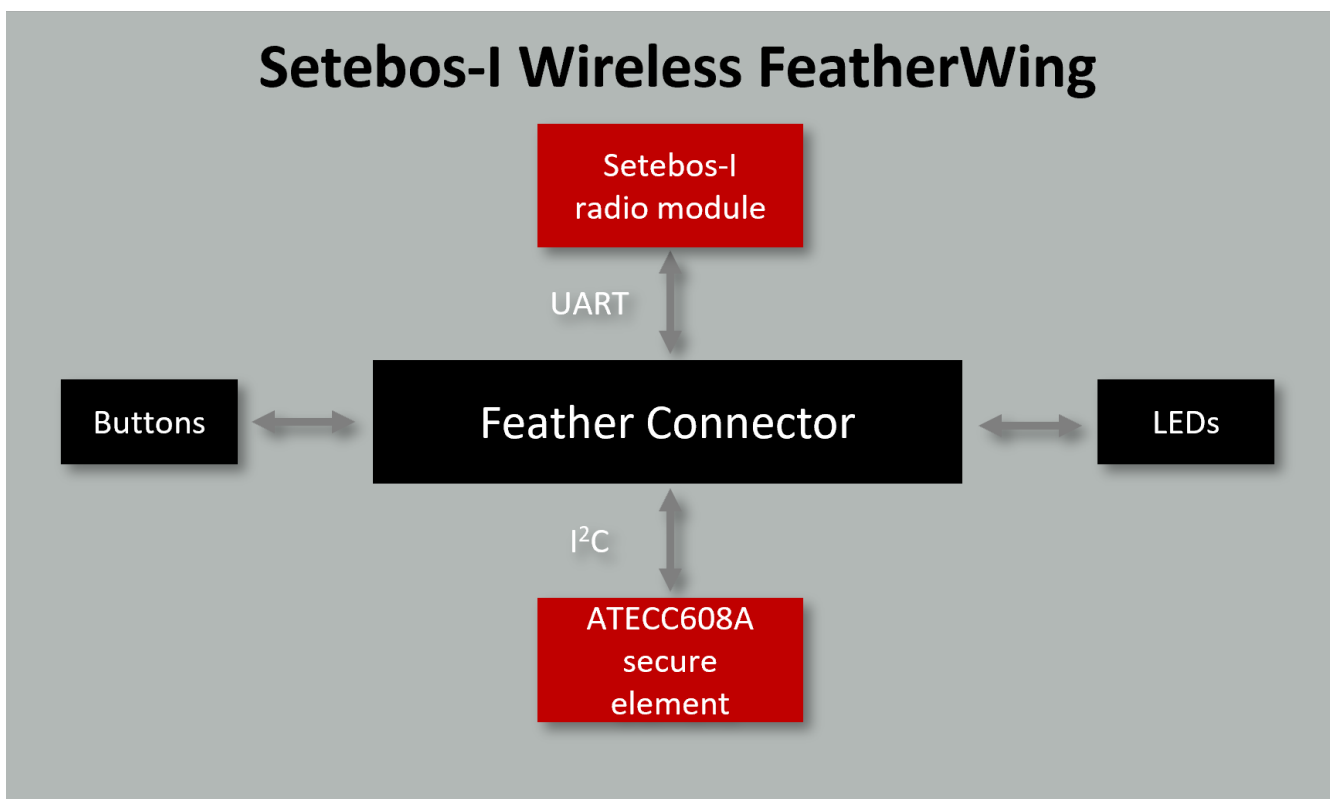 Setebos-I Wireless FeatherWing
Setebos-I
radio module
UART
Buttons
Feather Connector
LEDs
I²C
ATECC608A
secure
element